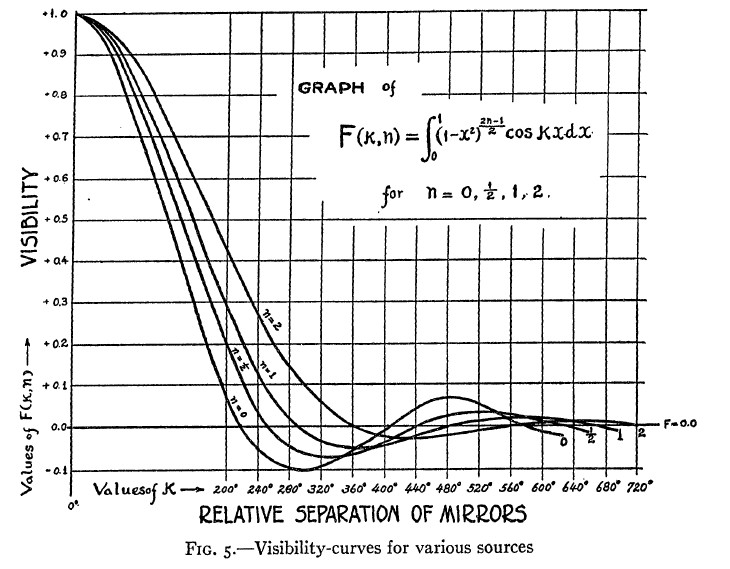 +1.0
+0.9
+0.8
+0.7
+0.6
+0.5
+0.4
+0.3
+0.2
+0.1
0.0
-0.1
VISIBILITY
Values of F(K,n) →
GRAPH of
F(K,n) = ∫₀¹ (1-x²)^((2n-1)/2) cos Kx dx
for n = 0, 1/2, 1, 2.
n=2
n=1
n=1/2
n=0
F=0.0
0 1/2 1 2
0° Values of K → 200° 240° 280° 320° 360° 400° 440° 480° 520° 560° 600° 640° 680° 720°
RELATIVE SEPARATION OF MIRRORS
Fig. 5.—Visibility-curves for various sources